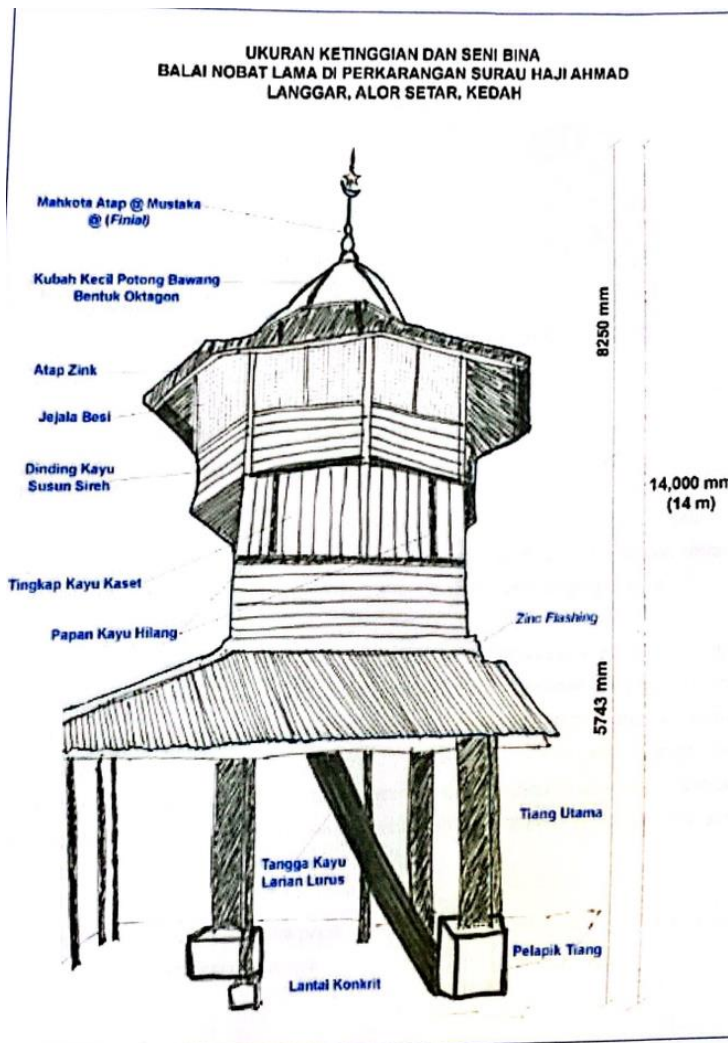 UKURAN KETINGGIAN DAN SENI BINA
BALAI NOBAT LAMA DI PERKARANGAN SURAU HAJI AHMAD
LANGGAR, ALOR SETAR, KEDAH
Mahkota Atap @ Mustaka
@ (Finial)
Kubah Kecil Potong Bawang
Bentuk Oktagon
Atap Zink
Jejala Besi
Dinding Kayu
Susun Sireh
Tingkap Kayu Kaset
Papan Kayu Hilang
Zinc Flashing
8250 mm
14,000 mm
(14 m)
5743 mm
Tiang Utama
Tangga Kayu
Larian Lurus
Pelapik Tiang
Lantai Konkrit